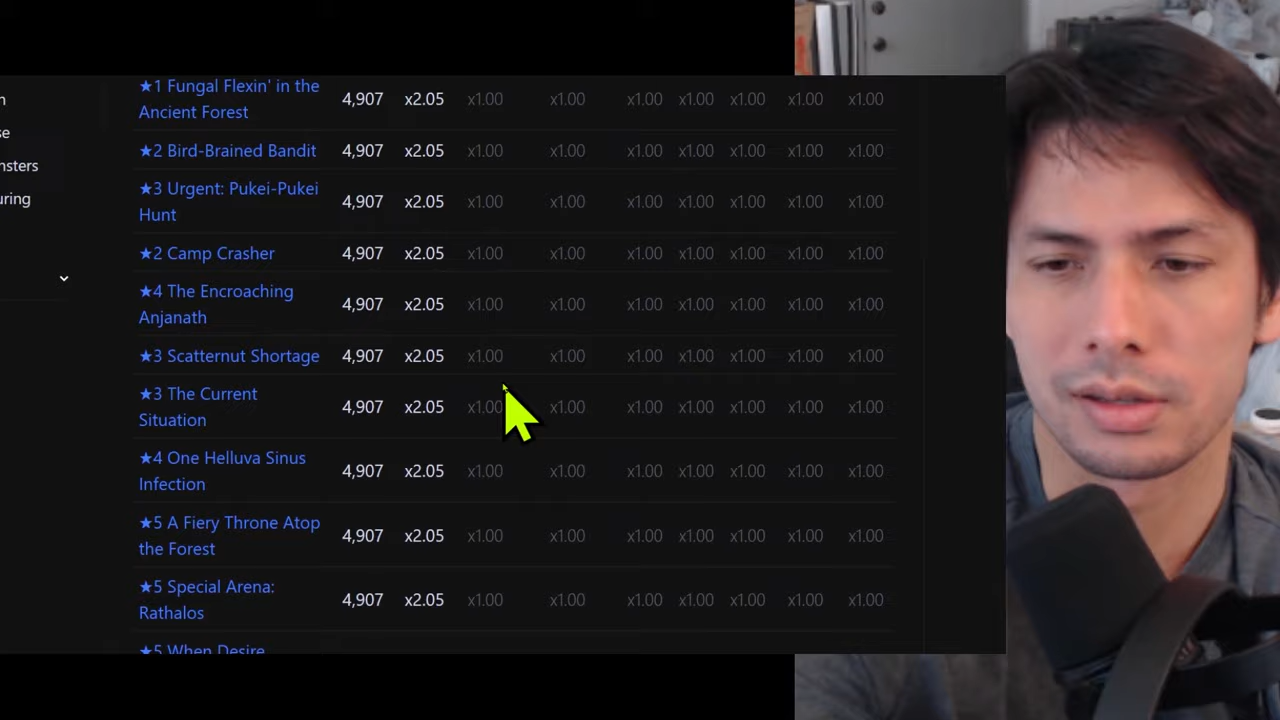 ★1 Fungal Flexin' in the
Ancient Forest
4,907 x2.05 x1.00 x1.00 x1.00 x1.00 x1.00 x1.00 x1.00
★2 Bird-Brained Bandit 4,907 x2.05 x1.00 x1.00 x1.00 x1.00 x1.00 x1.00 x1.00
nsters
★3 Urgent: Pukei-Pukei
Hunt
4,907 x2.05 x1.00 x1.00 x1.00 x1.00 x1.00 x1.00 x1.00
uring
★2 Camp Crasher 4,907 x2.05 x1.00 x1.00 x1.00 x1.00 x1.00 x1.00 x1.00
★4 The Encroaching
Anjanath
4,907 x2.05 x1.00 x1.00 x1.00 x1.00 x1.00 x1.00 x1.00
★3 Scatternut Shortage 4,907 x2.05 x1.00 x1.00 x1.00 x1.00 x1.00 x1.00 x1.00
★3 The Current
Situation
4,907 x2.05 x1.00 x1.00 x1.00 x1.00 x1.00 x1.00 x1.00
★4 One Helluva Sinus
Infection
4,907 x2.05 x1.00 x1.00 x1.00 x1.00 x1.00 x1.00 x1.00
★5 A Fiery Throne Atop
the Forest
4,907 x2.05 x1.00 x1.00 x1.00 x1.00 x1.00 x1.00 x1.00
★5 Special Arena:
Rathalos
4,907 x2.05 x1.00 x1.00 x1.00 x1.00 x1.00 x1.00 x1.00
★5 When Desire